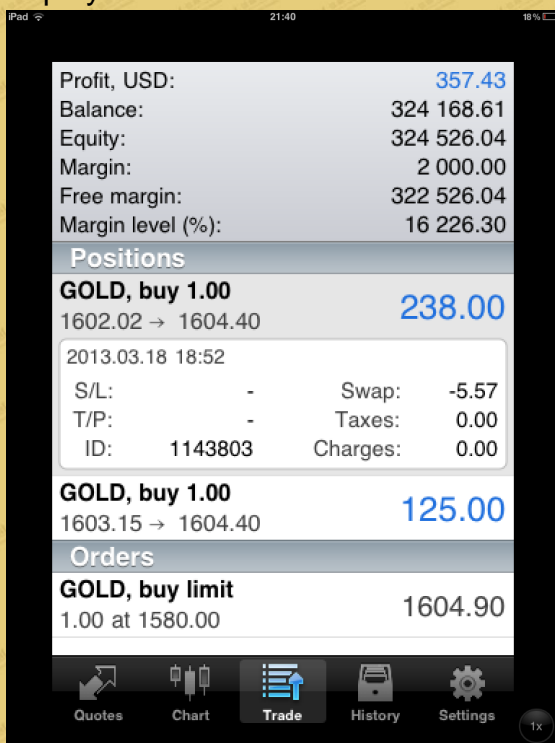 iPad 21:40 18 %
Profit, USD: 357.43
Balance: 324 168.61
Equity: 324 526.04
Margin: 2 000.00
Free margin: 322 526.04
Margin level (%): 16 226.30
Positions
GOLD, buy 1.00 238.00
1602.02 → 1604.40
2013.03.18 18:52
S/L: - Swap: -5.57
T/P: - Taxes: 0.00
ID: 1143803 Charges: 0.00
GOLD, buy 1.00 125.00
1603.15 → 1604.40
Orders
GOLD, buy limit 1604.90
1.00 at 1580.00
Quotes Chart Trade History Settings
1x